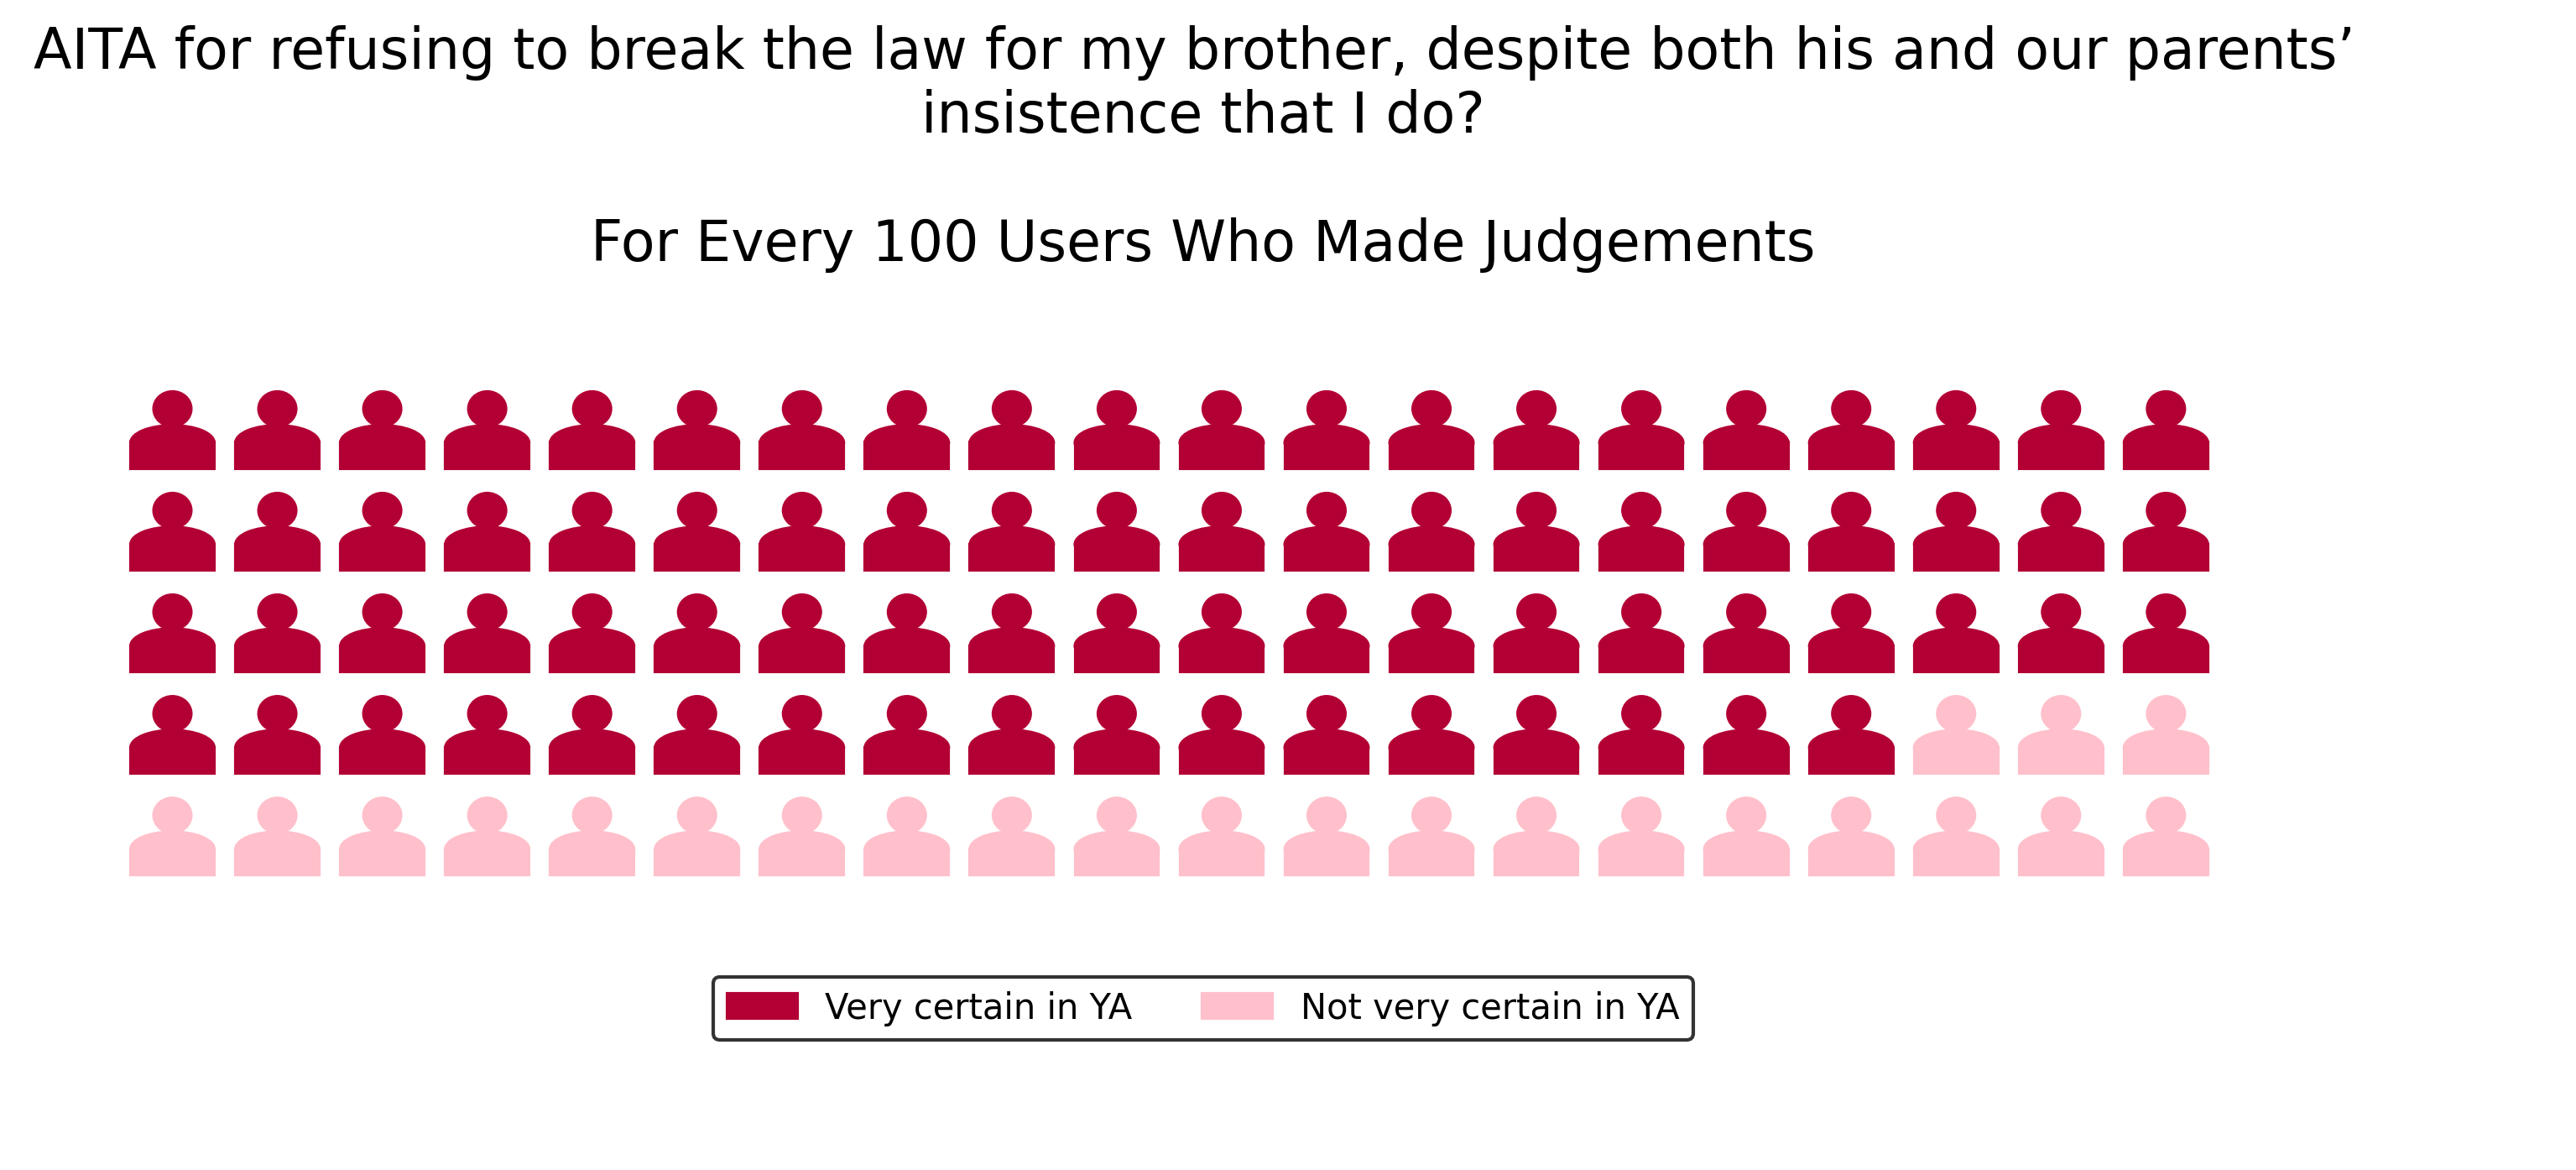 AITA for refusing to break the law for my brother, despite both his and our parents’
insistence that I do?
For Every 100 Users Who Made Judgements
Very certain in YA
Not very certain in YA